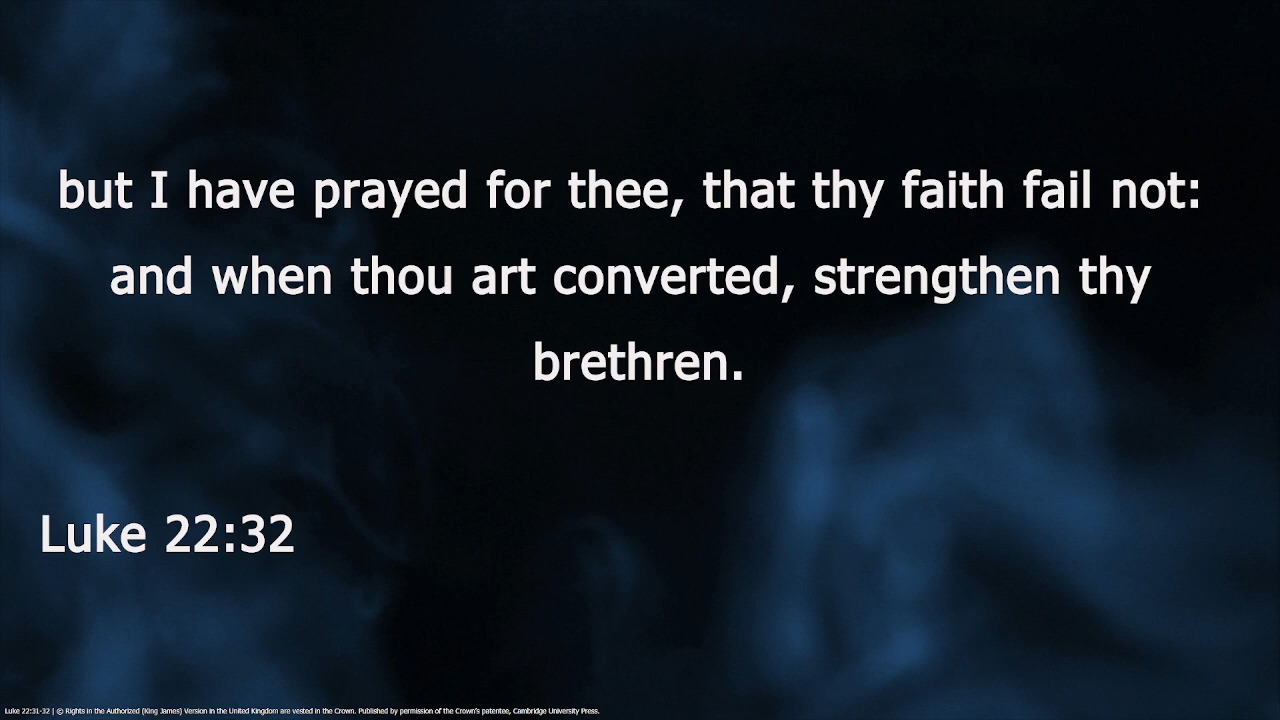 but I have prayed for thee, that thy faith fail not:
and when thou art converted, strengthen thy
brethren.
Luke 22:32
Luke 22:31-32 | © Rights in the Authorized (King James) Version in the United Kingdom are vested in the Crown. Published by permission of the Crown's patentee, Cambridge University Press.